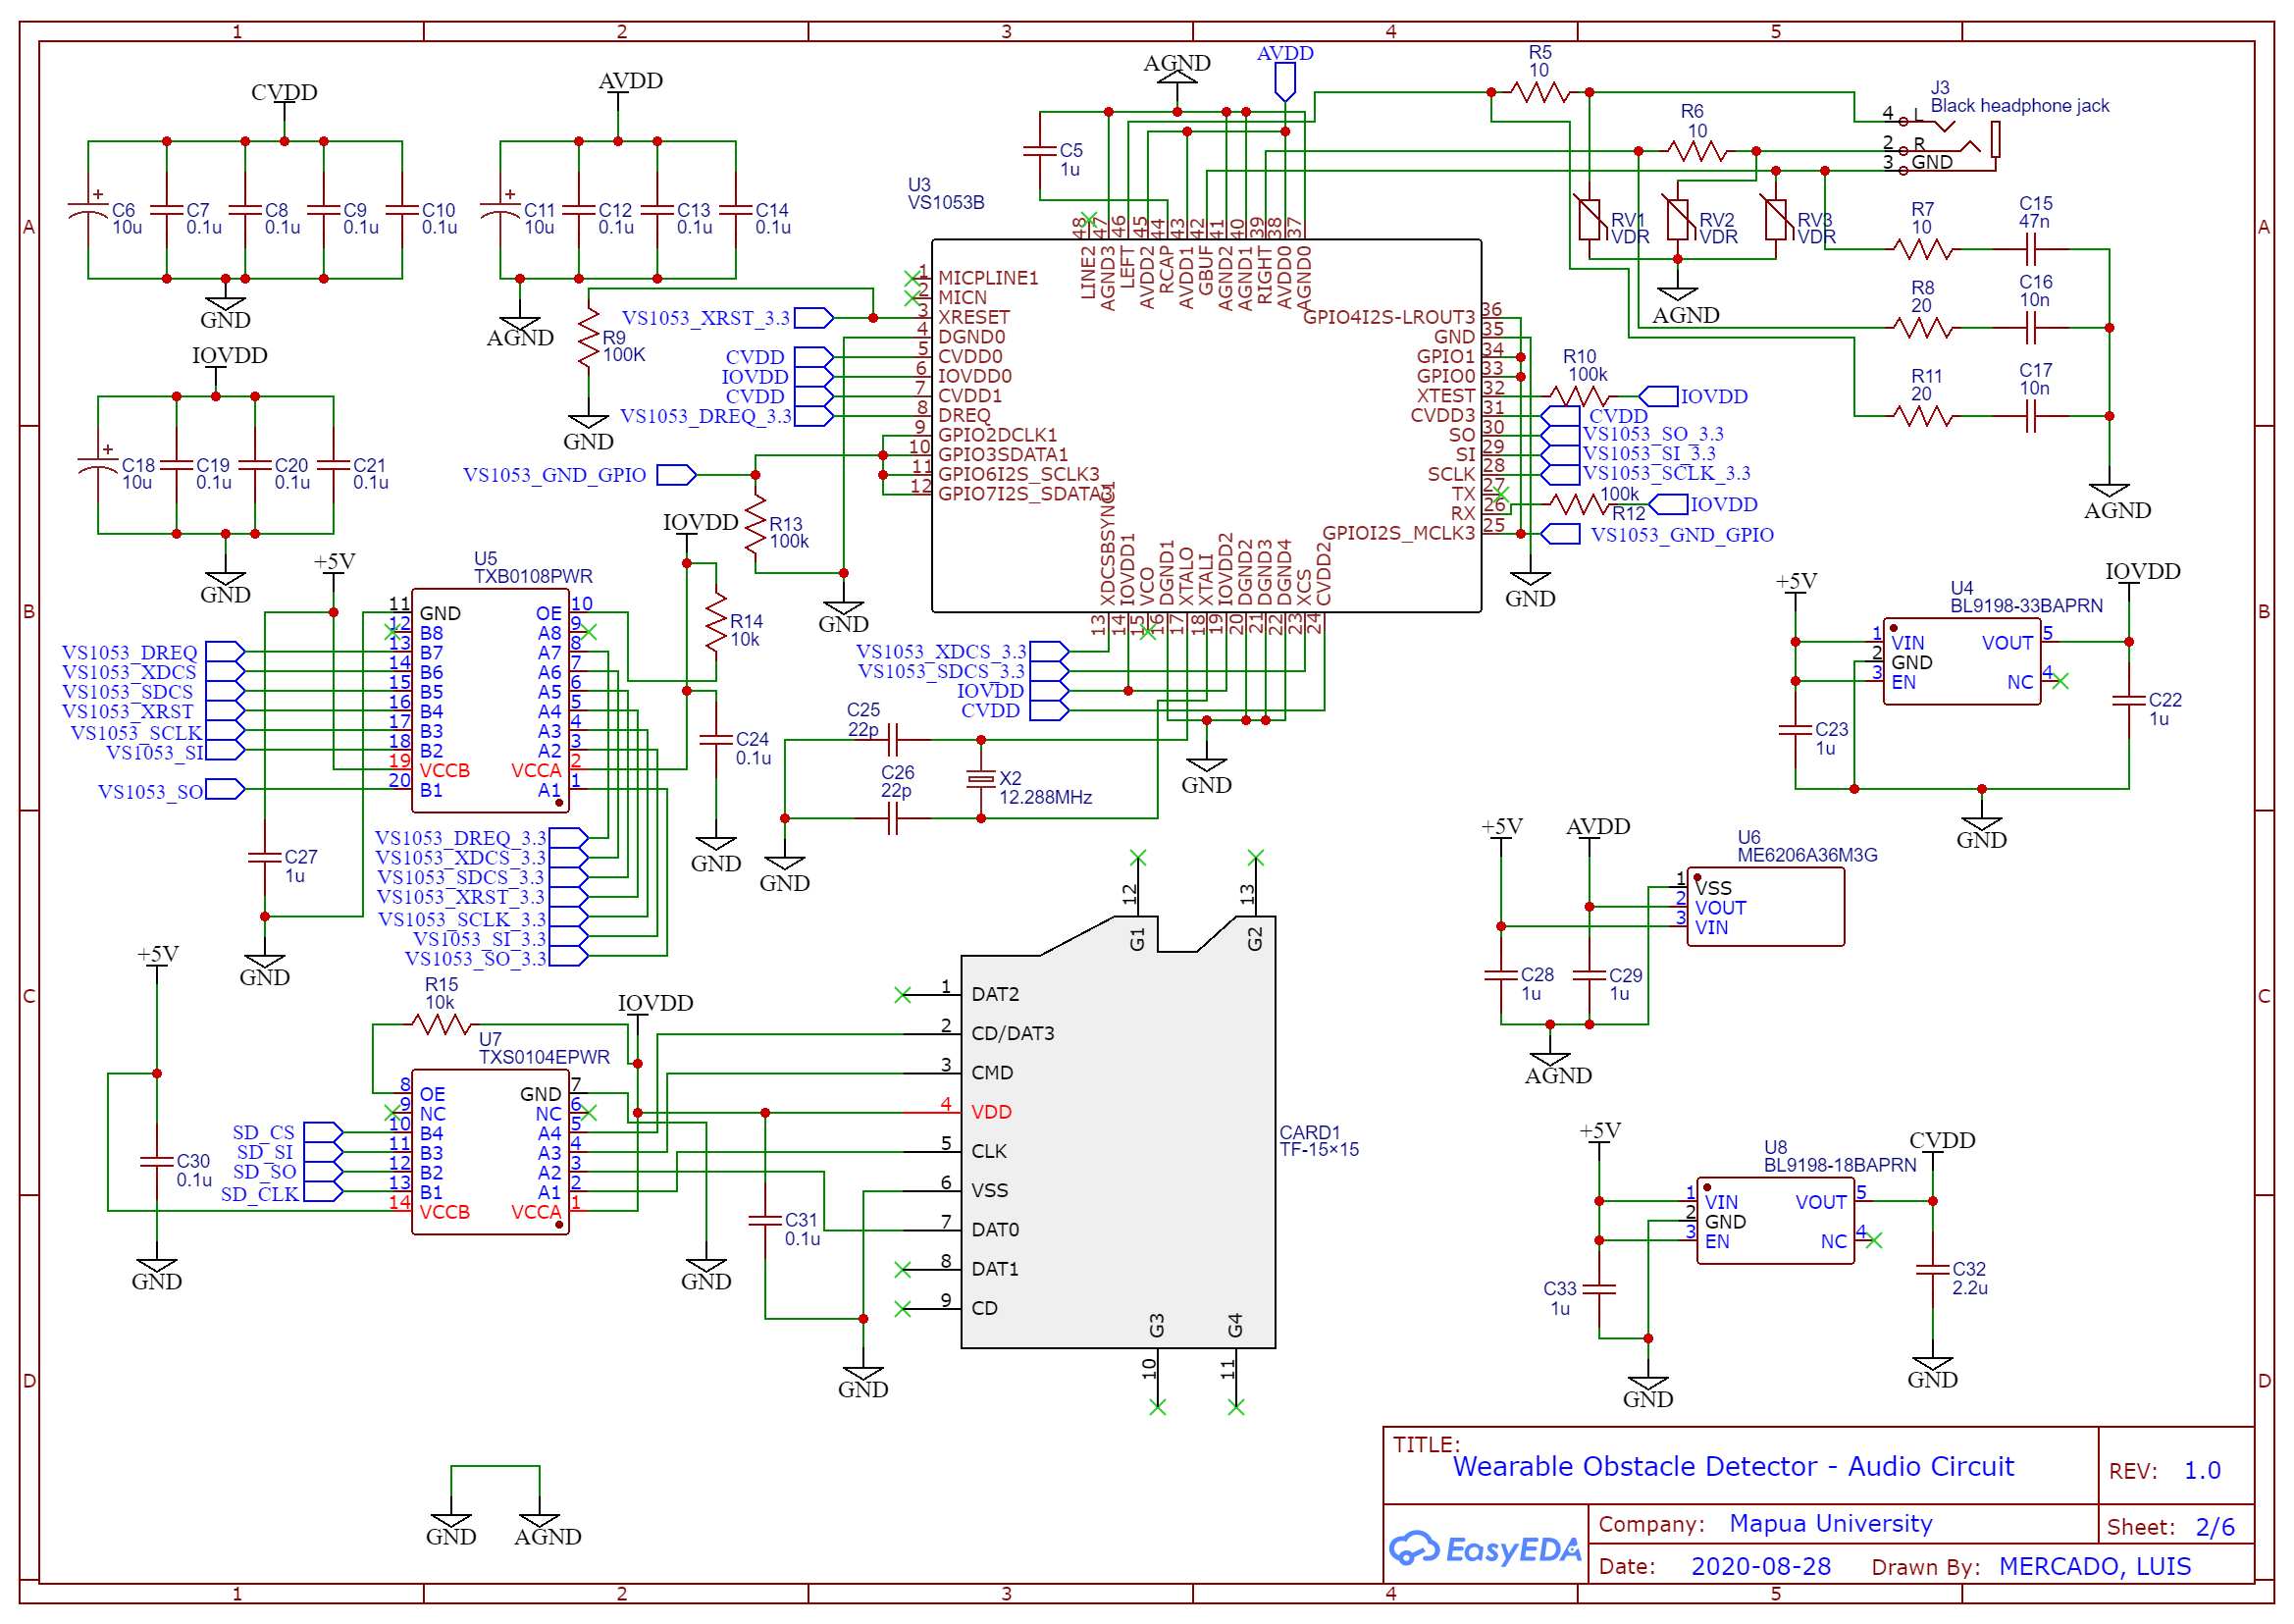 1 2 3 4 5
A
B
C
D
A
B
C
D
1 2 3 4 5
CVDD
C6
10u
C7
0.1u
C8
0.1u
C9
0.1u
C10
0.1u
GND
AVDD
C11
10u
C12
0.1u
C13
0.1u
C14
0.1u
AGND
IOVDD
C18
10u
C19
0.1u
C20
0.1u
C21
0.1u
GND
AGND
AVDD
C5
1u
U3
VS1053B
48 47 46 45 44 43 42 41 40 39 38 37
LINE2
AGND3
LEFT
AVDD2
RCAP
AVDD1
GBUF
AGND2
AGND1
RIGHT
AVDD0
AGND0
1 MICPLINE1
2 MICN
3 XRESET
4 DGND0
5 CVDD0
6 IOVDD0
7 CVDD1
8 DREQ
9 GPIO2DCLK1
10 GPIO3SDATA1
11 GPIO6I2S_SCLK3
12 GPIO7I2S_SDATA3
XDCSBSYNC1
IOVDD1
VCO
DGND1
XTALO
XTALI
IOVDD2
DGND2
DGND3
DGND4
XCS
CVDD2
13 14 15 16 17 18 19 20 21 22 23 24
GPIO4I2S-LROUT3 36
GND 35
GPIO1 34
GPIO0 33
XTEST 32
CVDD3 31
SO 30
SI 29
SCLK 28
TX 27
RX 26
GPIOI2S_MCLK3 25
VS1053_XRST_3.3
R9
100K
GND
CVDD
IOVDD
CVDD
VS1053_DREQ_3.3
VS1053_GND_GPIO
R13
100k
GND
R10
100k
IOVDD
CVDD
VS1053_SO_3.3
VS1053_SI_3.3
VS1053_SCLK_3.3
100k
R12
IOVDD
VS1053_GND_GPIO
GND
R5
10
R6
10
J3
Black headphone jack
4 L
2 R
3 GND
RV1
VDR
RV2
VDR
RV3
VDR
AGND
R7
10
C15
47n
R8
20
C16
10n
R11
20
C17
10n
AGND
VS1053_XDCS_3.3
VS1053_SDCS_3.3
IOVDD
CVDD
GND
C25
22p
C26
22p
X2
12.288MHz
GND
+5V
U5
TXB0108PWR
11 GND OE 10
12 B8 A8 9
13 B7 A7 8
14 B6 A6 7
15 B5 A5 6
16 B4 A4 5
17 B3 A3 4
18 B2 A2 3
19 VCCB VCCA 2
20 B1 A1 1
VS1053_DREQ
VS1053_XDCS
VS1053_SDCS
VS1053_XRST
VS1053_SCLK
VS1053_SI
VS1053_SO
IOVDD
R14
10k
C24
0.1u
GND
C27
1u
GND
VS1053_DREQ_3.3
VS1053_XDCS_3.3
VS1053_SDCS_3.3
VS1053_XRST_3.3
VS1053_SCLK_3.3
VS1053_SI_3.3
VS1053_SO_3.3
+5V
U4
BL9198-33BAPRN
IOVDD
1 VIN VOUT 5
2 GND
3 EN NC 4
C23
1u
C22
1u
GND
+5V
AVDD
U6
ME6206A36M3G
1 VSS
2 VOUT
3 VIN
C28
1u
C29
1u
AGND
+5V
U8
BL9198-18BAPRN
CVDD
1 VIN VOUT 5
2 GND
3 EN NC 4
C33
1u
C32
2.2u
GND
GND
+5V
R15
10k
IOVDD
U7
TXS0104EPWR
8 OE GND 7
9 NC NC 6
10 B4 A4 5
11 B3 A3 4
12 B2 A2 3
13 B1 A1 2
14 VCCB VCCA 1
SD_CS
SD_SI
SD_SO
SD_CLK
C30
0.1u
GND
GND
C31
0.1u
GND
12 13
G1 G2
1 DAT2
2 CD/DAT3
3 CMD
4 VDD
5 CLK
6 VSS
7 DAT0
8 DAT1
9 CD
G3 G4
10 11
CARD1
TF-15×15
GND
AGND
TITLE:
Wearable Obstacle Detector - Audio Circuit
REV: 1.0
EasyEDA
Company: Mapua University
Sheet: 2/6
Date: 2020-08-28
Drawn By: MERCADO, LUIS